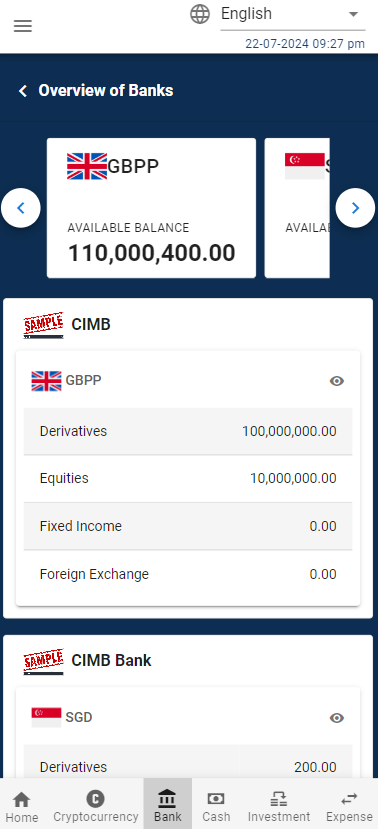 English
22-07-2024 09:27 pm
Overview of Banks
GBPP
AVAILABLE BALANCE
110,000,400.00
SAMPLE CIMB
GBPP
Derivatives 100,000,000.00
Equities 10,000,000.00
Fixed Income 0.00
Foreign Exchange 0.00
SAMPLE CIMB Bank
SGD
Derivatives 200.00
Home Cryptocurrency Bank Cash Investment Expense